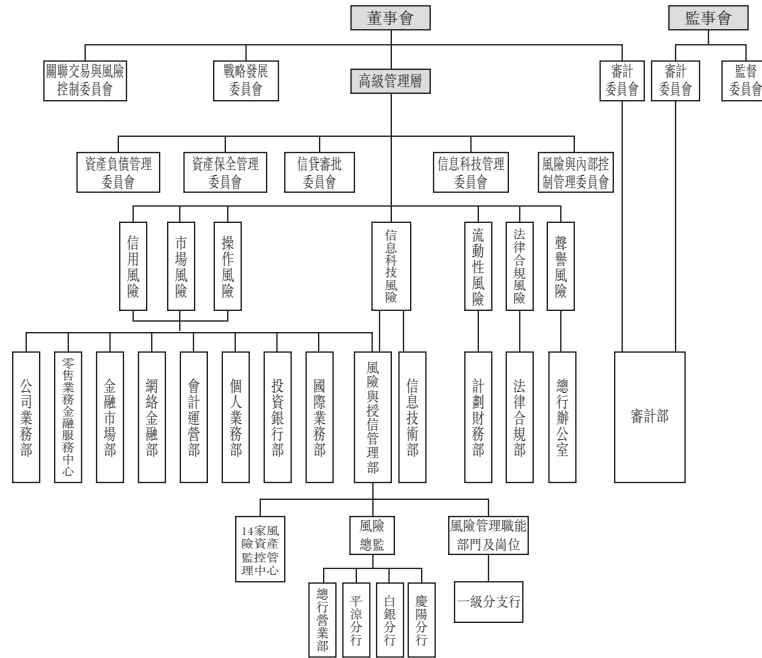 董事會
監事會
關聯交易與風險
控制委員會
戰略發展
委員會
高級管理層
審計
委員會
審計
委員會
監督
委員會
資產負債管理
委員會
資產保全管理
委員會
信貸審批
委員會
信息科技管理
委員會
風險與內部控
制管理委員會
信用風險
市場風險
操作風險
信息科技風險
流動性風險
法律合規風險
聲譽風險
公司業務部
零售業務金融服務中心
金融市場部
網絡金融部
會計運營部
個人業務部
投資銀行部
國際業務部
風險與授信管理部
信息技術部
計劃財務部
法律合規部
總行辦公室
審計部
14家風
險資產
監控管
理中心
風險
總監
風險管理職能
部門及崗位
總行營業部
平涼分行
白銀分行
慶陽分行
一級分支行